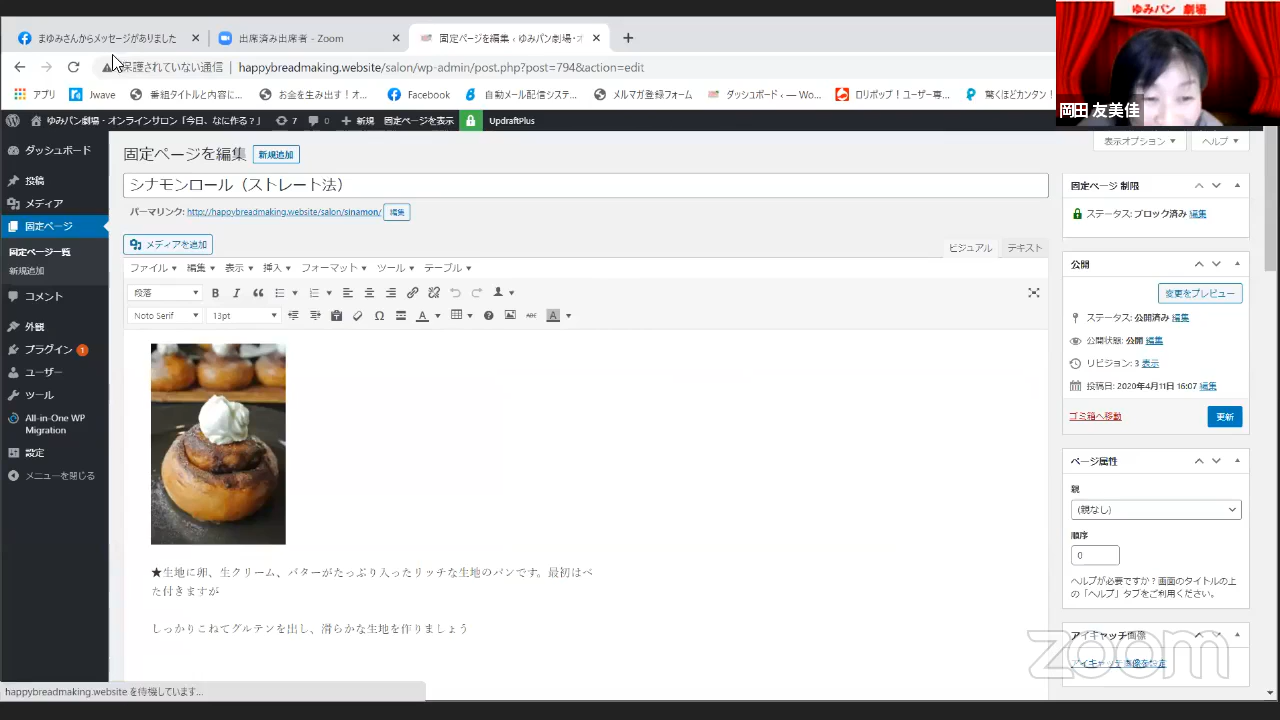 まゆみさんからメッセージがありました
出席済み出席者 - Zoom
固定ページを編集 ‹ ゆみパン劇場・オ
保護されていない通信 | happybreadmaking.website/salon/wp-admin/post.php?post=794&action=edit
アプリ Jwave 番組タイトルと内容に... お金を生み出す！オ... Facebook 自動メール配信システ... メルマガ登録フォーム ダッシュボード ‹ — Wo... ロリポップ！ユーザー専... 驚くほどカンタン！
ゆみパン 劇場
岡田 友美佳
ゆみパン劇場・オンラインサロン「今日、なに作る？」 7 0 新規 固定ページを表示 UpdraftPlus
表示オプション ヘルプ
ダッシュボード
投稿
メディア
固定ページ
固定ページ一覧
新規追加
コメント
外観
プラグイン 1
ユーザー
ツール
All-in-One WP
Migration
設定
メニューを閉じる
固定ページを編集 新規追加
シナモンロール（ストレート法）
パーマリンク: http://happybreadmaking.website/salon/sinamon/ 編集
メディアを追加
ビジュアル テキスト
ファイル 編集 表示 挿入 フォーマット ツール テーブル
段落 B I
Noto Serif 13pt A ABC A
★生地に卵、生クリーム、バターがたっぷり入ったリッチな生地のパンです。最初はべ
た付きますが
しっかりこねてグルテンを出し、滑らかな生地を作りましょう
固定ページ 制限
ステータス: ブロック済み 編集
公開
変更をプレビュー
ステータス: 公開済み 編集
公開状態: 公開 編集
リビジョン: 3 表示
投稿日: 2020年4月11日 16:07 編集
ゴミ箱へ移動 更新
ページ属性
親
(親なし)
順序
0
ヘルプが必要ですか ? 画面のタイトルの上
の「ヘルプ」タブをご利用ください。
アイキャッチ画像
アイキャッチ画像を設定
zoom
happybreadmaking.website を待機しています...